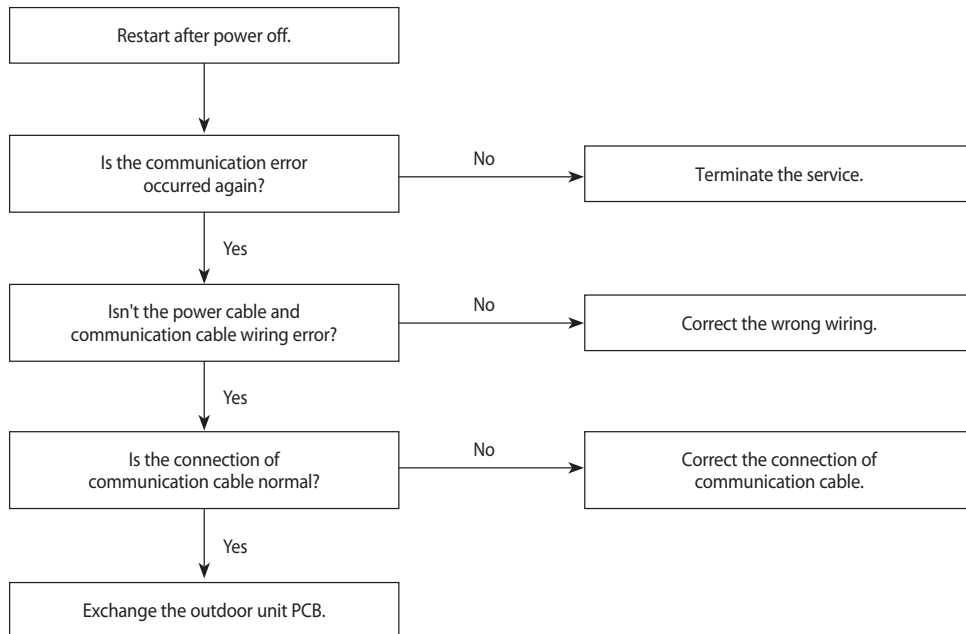 Restart after power off.
Is the communication error
occurred again?
No
Terminate the service.
Yes
Isn't the power cable and
communication cable wiring error?
No
Correct the wrong wiring.
Yes
Is the connection of
communication cable normal?
No
Correct the connection of
communication cable.
Yes
Exchange the outdoor unit PCB.